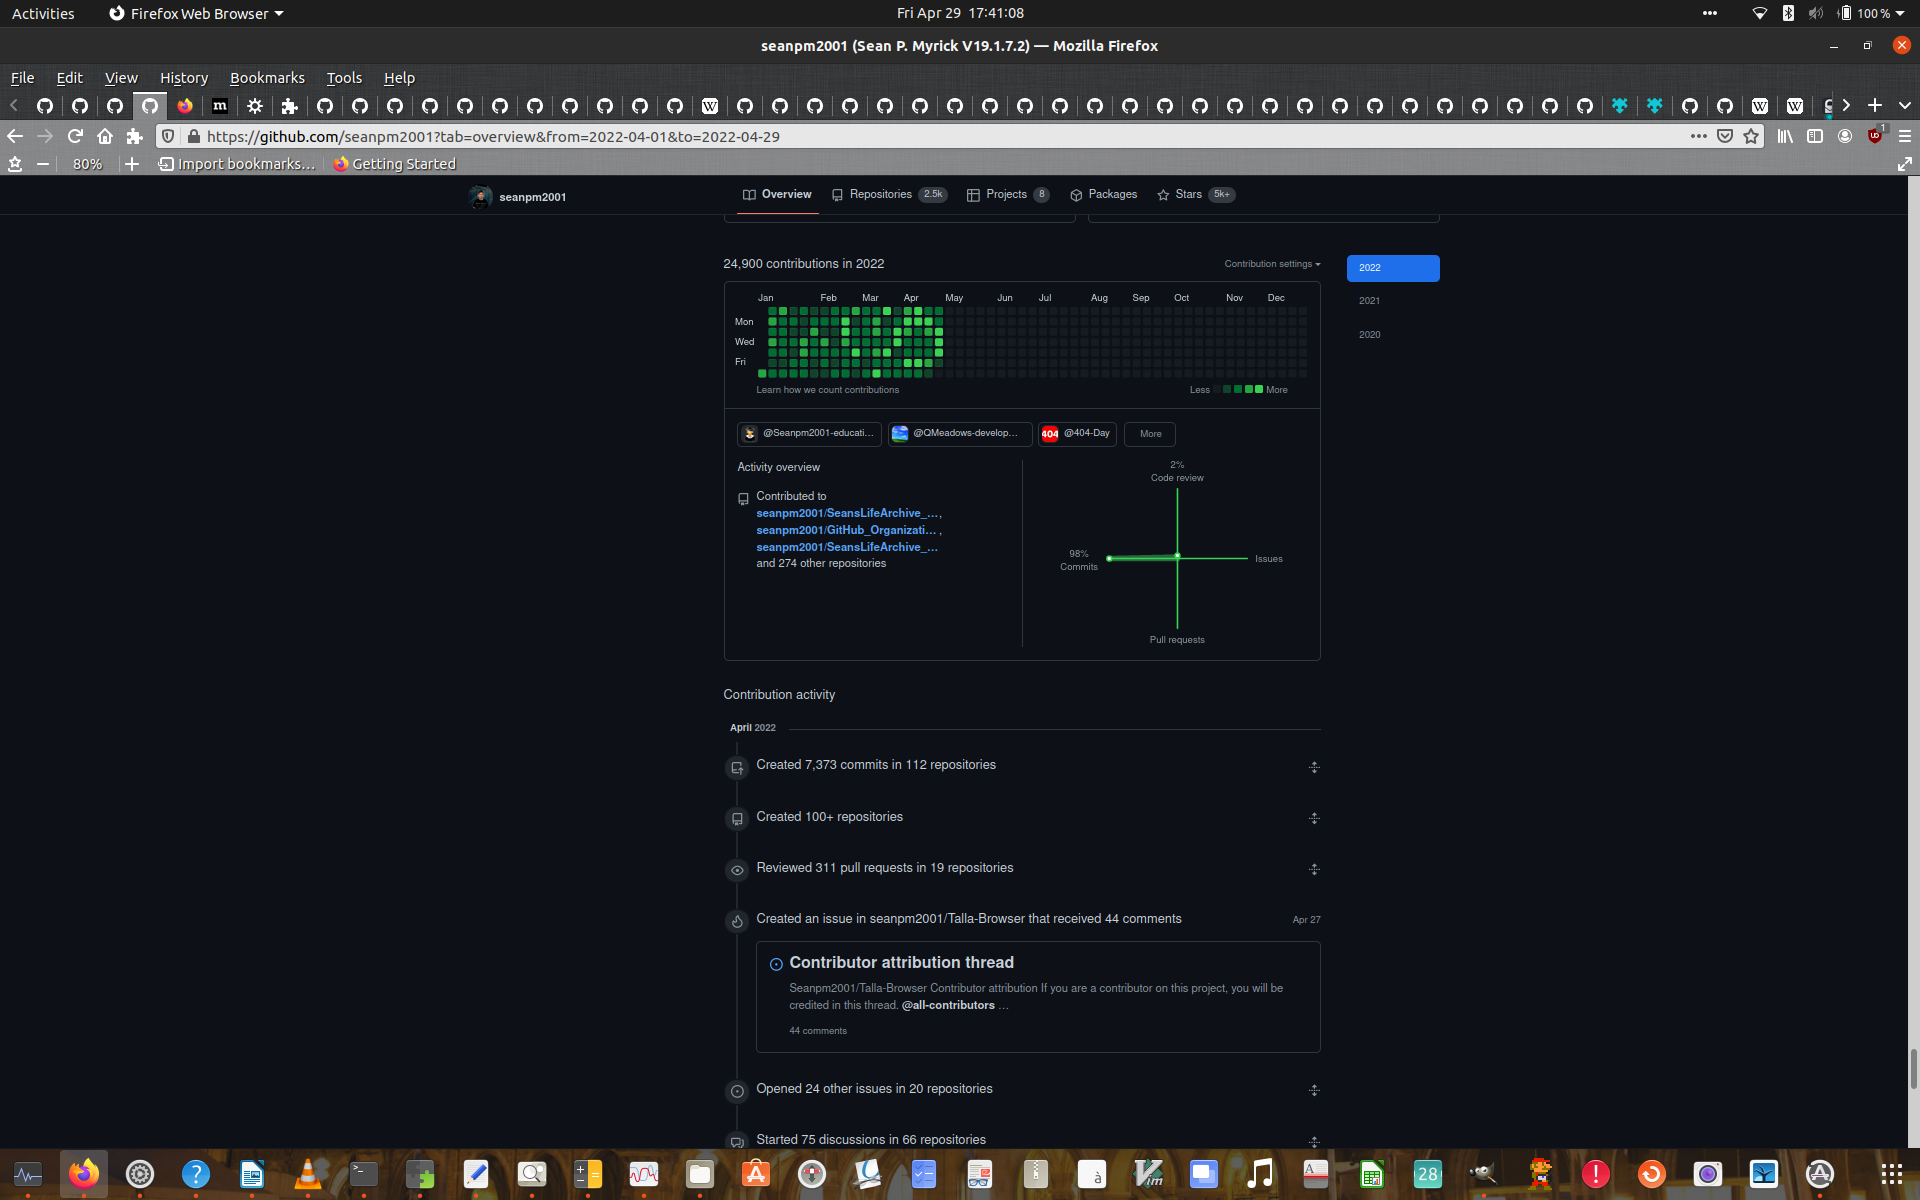 Activities
Firefox Web Browser
Fri Apr 29 17:41:08
100 %
seanpm2001 (Sean P. Myrick V19.1.7.2) — Mozilla Firefox
File Edit View History Bookmarks Tools Help
https://github.com/seanpm2001?tab=overview&from=2022-04-01&to=2022-04-29
1
80%
Import bookmarks…
Getting Started
seanpm2001
Overview
Repositories 2.5k
Projects 8
Packages
Stars 5k+
24,900 contributions in 2022
Contribution settings
2022
2021
2020
Jan Feb Mar Apr May Jun Jul Aug Sep Oct Nov Dec
Mon
Wed
Fri
Learn how we count contributions
Less More
@Seanpm2001-educati…
@QMeadows-develop…
404 @404-Day
More
Activity overview
Contributed to
seanpm2001/SeansLifeArchive_… ,
seanpm2001/GitHub_Organizati… ,
seanpm2001/SeansLifeArchive_…
and 274 other repositories
2%
Code review
98%
Commits
Issues
Pull requests
Contribution activity
April 2022
Created 7,373 commits in 112 repositories
Created 100+ repositories
Reviewed 311 pull requests in 19 repositories
Created an issue in seanpm2001/Talla-Browser that received 44 comments
Apr 27
Contributor attribution thread
Seanpm2001/Talla-Browser Contributor attribution If you are a contributor on this project, you will be
credited in this thread. @all-contributors …
44 comments
Opened 24 other issues in 20 repositories
Started 75 discussions in 66 repositories
28